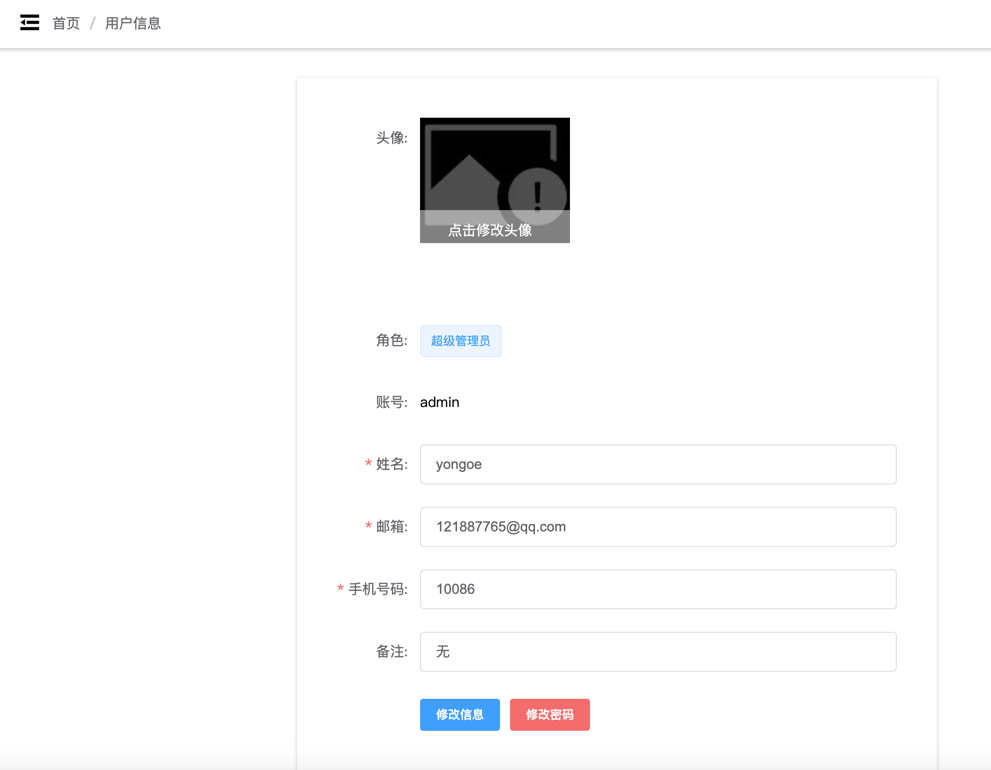 首页 / 用户信息
头像:
点击修改头像
角色: 超级管理员
账号: admin
* 姓名: yongoe
* 邮箱: 121887765@qq.com
* 手机号码: 10086
备注: 无
修改信息 修改密码